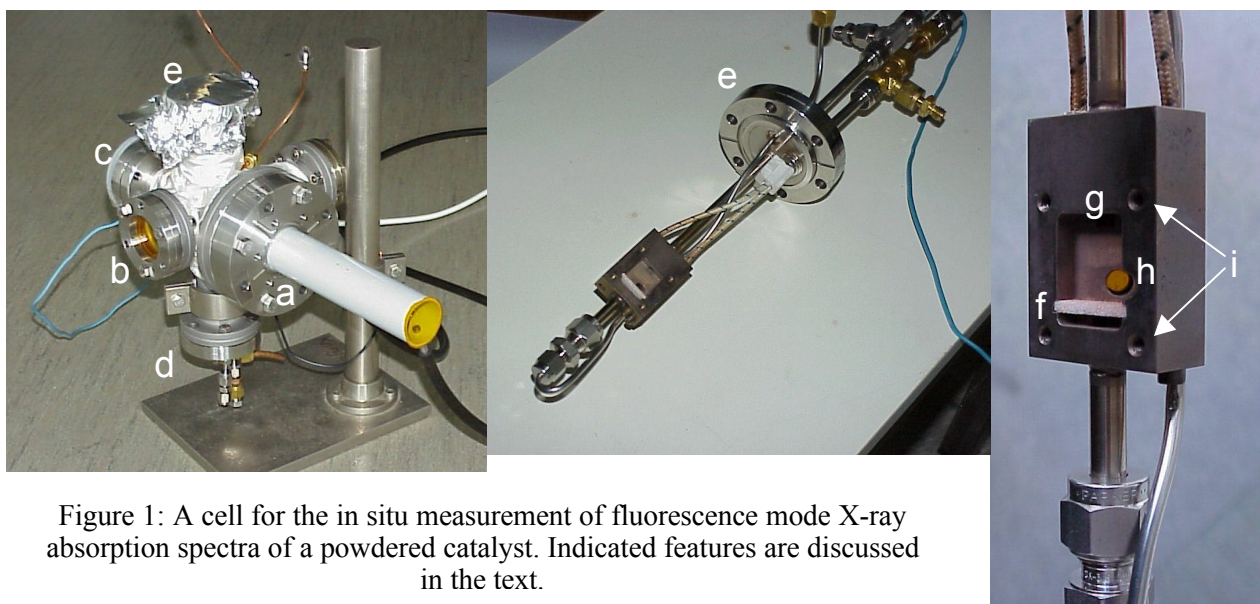 e
c
b
a
d
e
g
h
f
i
Figure 1: A cell for the in situ measurement of fluorescence mode X-ray
absorption spectra of a powdered catalyst. Indicated features are discussed
in the text.